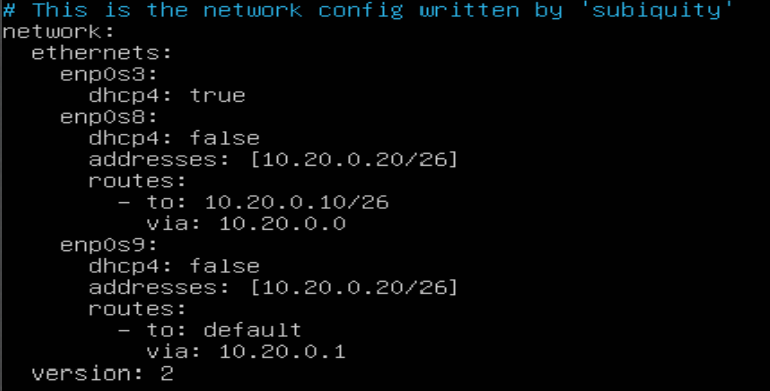 # This is the network config written by 'subiquity'
network:
  ethernets:
    enp0s3:
      dhcp4: true
    enp0s8:
      dhcp4: false
      addresses: [10.20.0.20/26]
      routes:
        - to: 10.20.0.10/26
          via: 10.20.0.0
    enp0s9:
      dhcp4: false
      addresses: [10.20.0.20/26]
      routes:
        - to: default
          via: 10.20.0.1
  version: 2